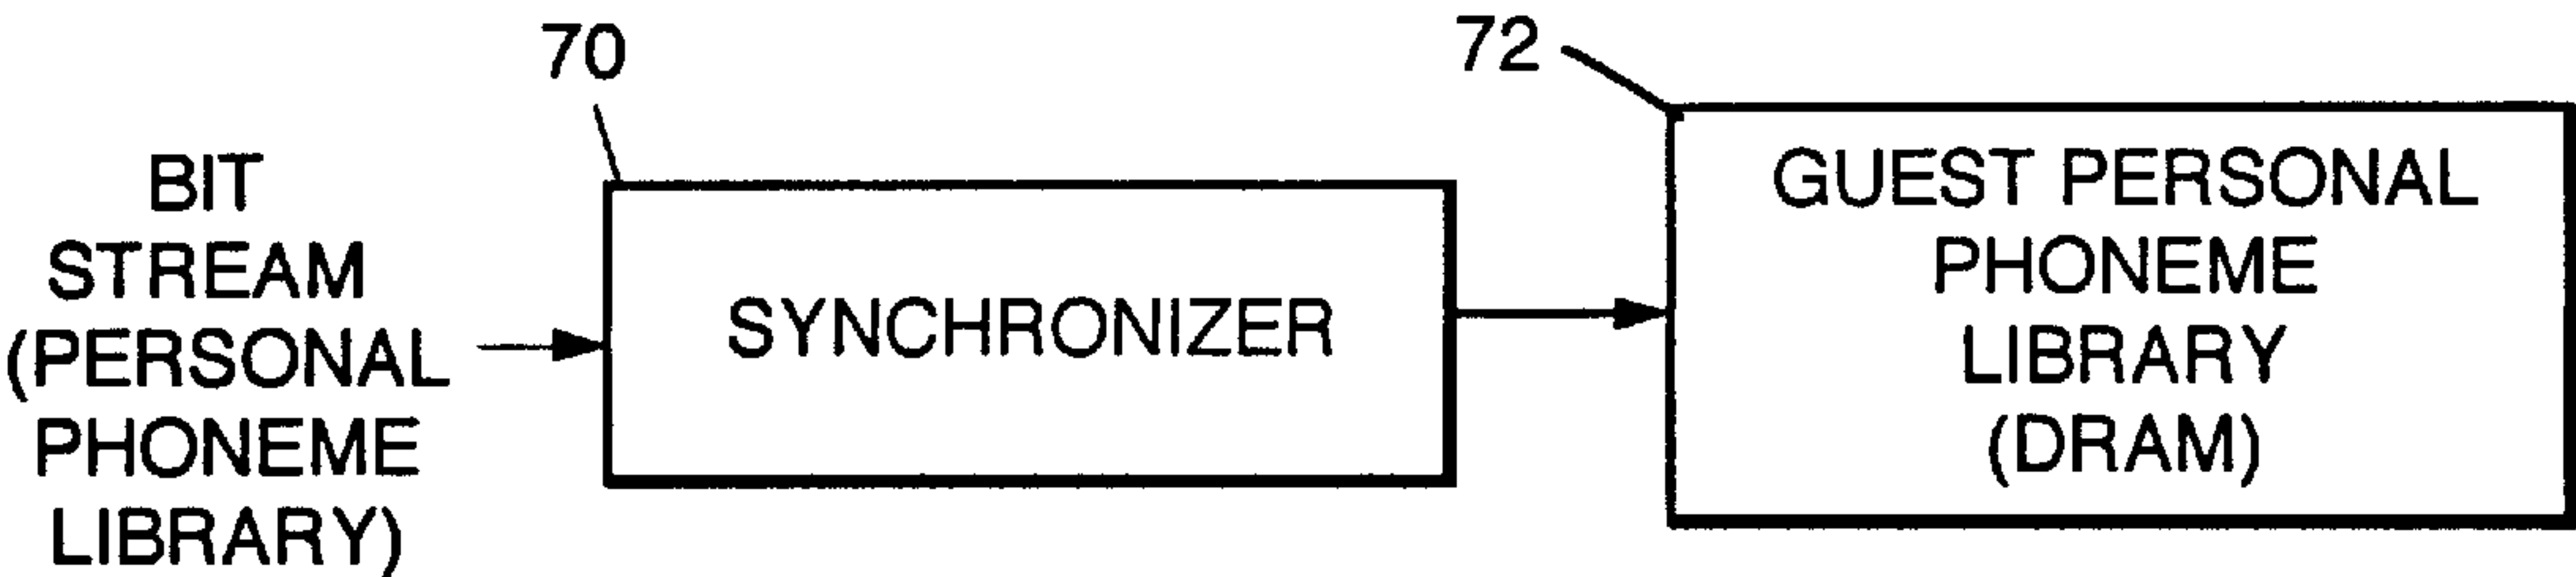 70
72
BIT
STREAM
(PERSONAL
PHONEME
LIBRARY)
SYNCHRONIZER
GUEST PERSONAL
PHONEME
LIBRARY
(DRAM)